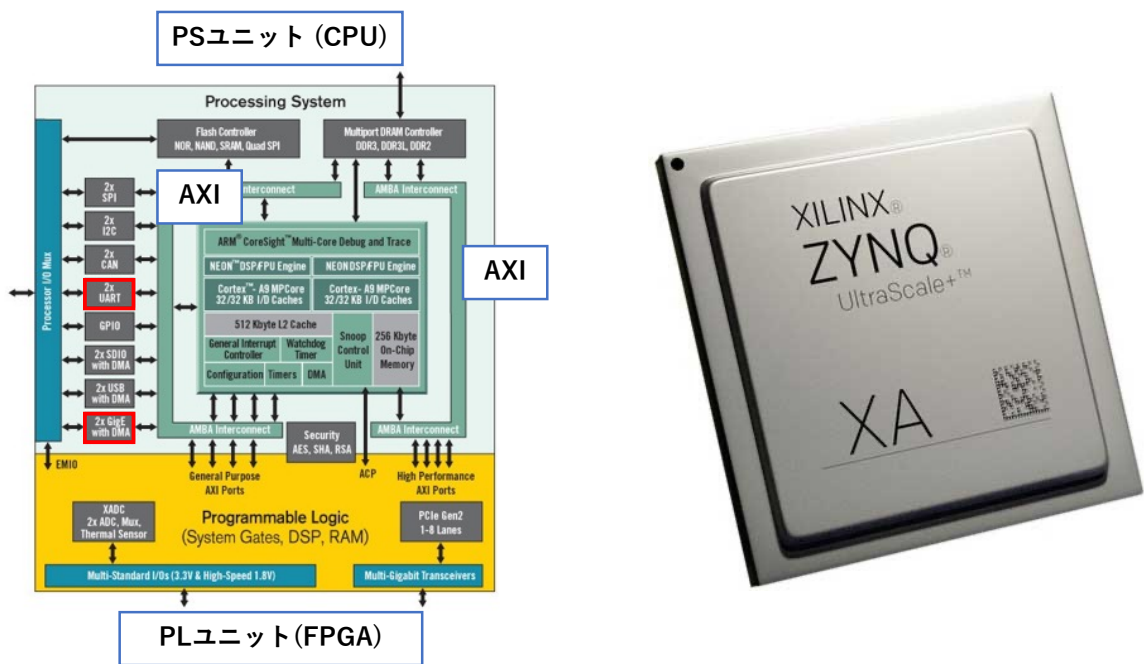 PSユニット (CPU)
Processing System
Flash Controller
NOR, NAND, SRAM, Quad SPI
Multiport DRAM Controller
DDR3, DDR3L, DDR2
Processor I/O Mux
2x
SPI
2x
I2C
2x
CAN
2x
UART
GPIO
2x SDIO
with DMA
2x USB
with DMA
2x GigE
with DMA
AXI
Interconnect
AMBA Interconnect
AXI
ARM® CoreSight™ Multi-Core Debug and Trace
NEON™ DSP/FPU Engine
NEON DSP/FPU Engine
Cortex™- A9 MPCore
32/32 KB I/D Caches
Cortex- A9 MPCore
32/32 KB I/D Caches
512 Kbyte L2 Cache
General Interrupt
Controller
Watchdog
Timer
Configuration
Timers
DMA
Snoop
Control
Unit
256 Kbyte
On-Chip
Memory
AMBA Interconnect
Security
AES, SHA, RSA
AMBA Interconnect
EMIO
General Purpose
AXI Ports
ACP
High Performance
AXI Ports
XADC
2x ADC, Mux,
Thermal Sensor
Programmable Logic
(System Gates, DSP, RAM)
PCIe Gen2
1-8 Lanes
Multi-Standard I/Os (3.3V & High-Speed 1.8V)
Multi-Gigabit Transceivers
PLユニット(FPGA)
XILINX®
ZYNQ®
UltraScale+™
XA